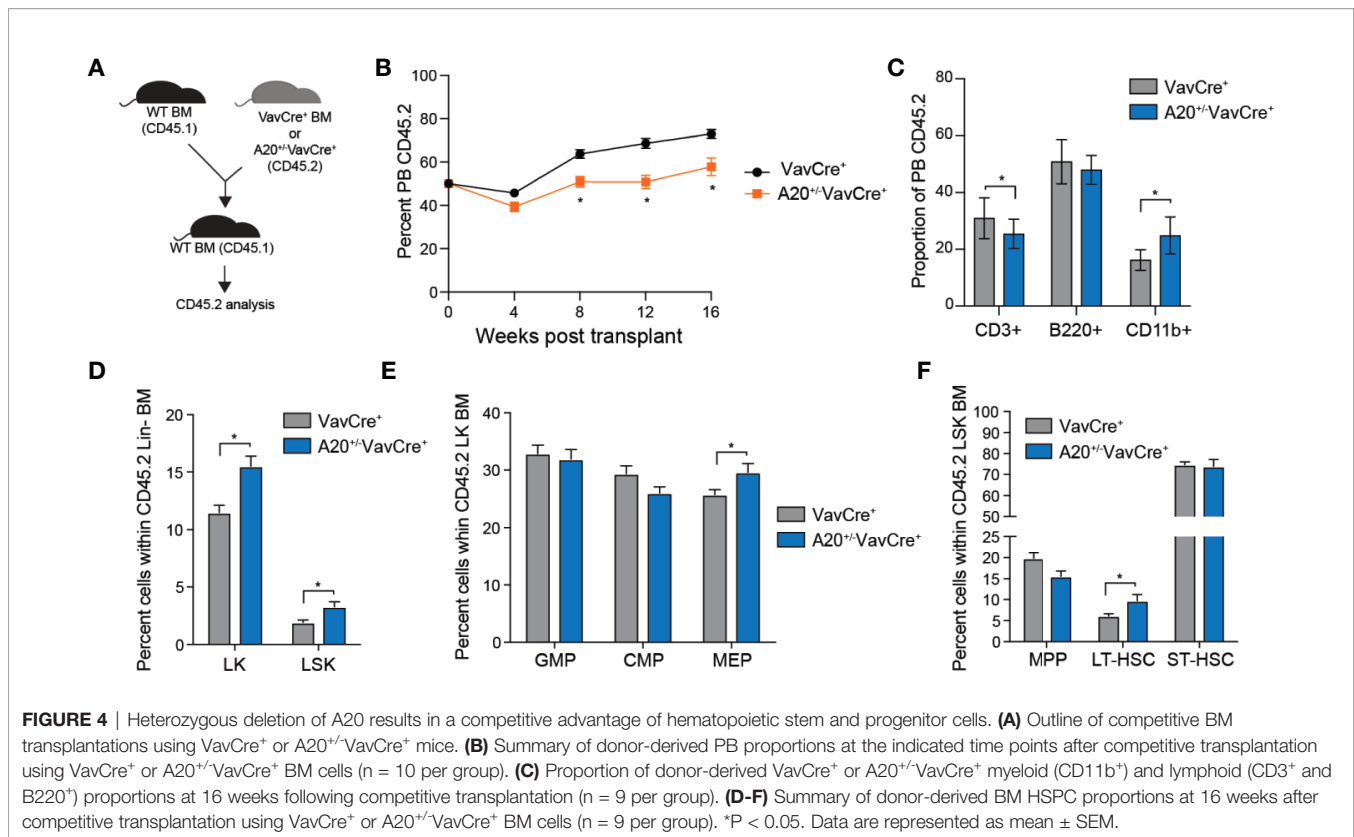 A
WT BM
(CD45.1)
VavCre⁺ BM
or
A20⁺/⁻VavCre⁺
(CD45.2)
WT BM (CD45.1)
CD45.2 analysis
B
Percent PB CD45.2
100
80
60
40
20
0
0 4 8 12 16
Weeks post transplant
* * *
VavCre⁺
A20⁺/⁻VavCre⁺
C
Proportion of PB CD45.2
80
60
40
20
0
CD3+ B220+ CD11b+
* *
VavCre⁺
A20⁺/⁻VavCre⁺
D
Percent cells within CD45.2 Lin- BM
20
15
10
5
0
LK LSK
* *
VavCre⁺
A20⁺/⁻VavCre⁺
E
Percent cells whin CD45.2 LK BM
40
30
20
10
0
GMP CMP MEP
*
VavCre⁺
A20⁺/⁻VavCre⁺
F
Percent cells within CD45.2 LSK BM
100
90
80
70
60
50
25
20
15
10
5
0
MPP LT-HSC ST-HSC
*
VavCre⁺
A20⁺/⁻VavCre⁺
FIGURE 4 | Heterozygous deletion of A20 results in a competitive advantage of hematopoietic stem and progenitor cells. (A) Outline of competitive BM
transplantations using VavCre⁺ or A20⁺/⁻VavCre⁺ mice. (B) Summary of donor-derived PB proportions at the indicated time points after competitive transplantation
using VavCre⁺ or A20⁺/⁻VavCre⁺ BM cells (n = 10 per group). (C) Proportion of donor-derived VavCre⁺ or A20⁺/⁻VavCre⁺ myeloid (CD11b⁺) and lymphoid (CD3⁺ and
B220⁺) proportions at 16 weeks following competitive transplantation (n = 9 per group). (D-F) Summary of donor-derived BM HSPC proportions at 16 weeks after
competitive transplantation using VavCre⁺ or A20⁺/⁻VavCre⁺ BM cells (n = 9 per group). *P < 0.05. Data are represented as mean ± SEM.